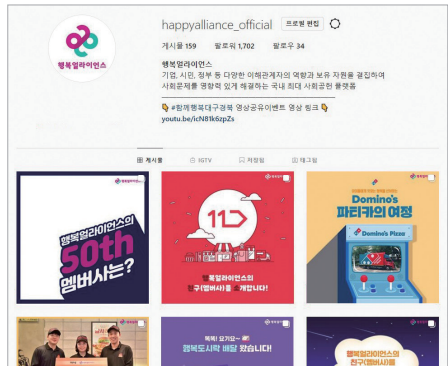 happyalliance_official 프로필 편집
게시물 159 팔로워 1,702 팔로우 34
행복얼라이언스
행복얼라이언스
기업, 시민, 정부 등 다양한 이해관계자의 역량과 보유 자원을 결집하여
사회문제를 영향력 있게 해결하는 국내 최대 사회공헌 플랫폼
#함께행복대구경북 영상공유이벤트 영상 링크
youtu.be/icN81k6zpZs
게시물 IGTV 저장됨 태그됨
행복얼라이언스의
50th
멤버사는?
11
행복얼라이언스의
친구(멤버사)를 소개합니다!
Domino's
파티카의 여정
Domino's Pizza
똑똑! 요기요~
행복도시락 배달 왔습니다!
행복얼라이언스의
친구(멤버사)를